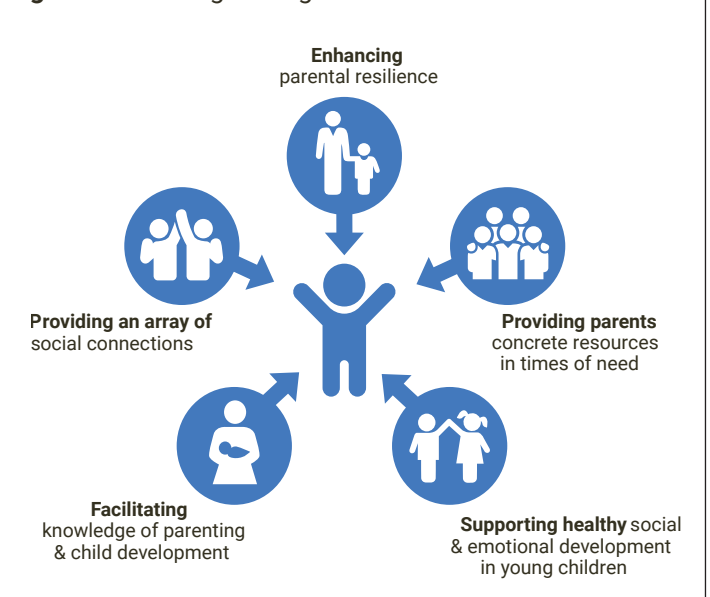 Enhancing
parental resilience
Providing an array of
social connections
Providing parents
concrete resources
in times of need
Facilitating
knowledge of parenting
& child development
Supporting healthy social
& emotional development
in young children